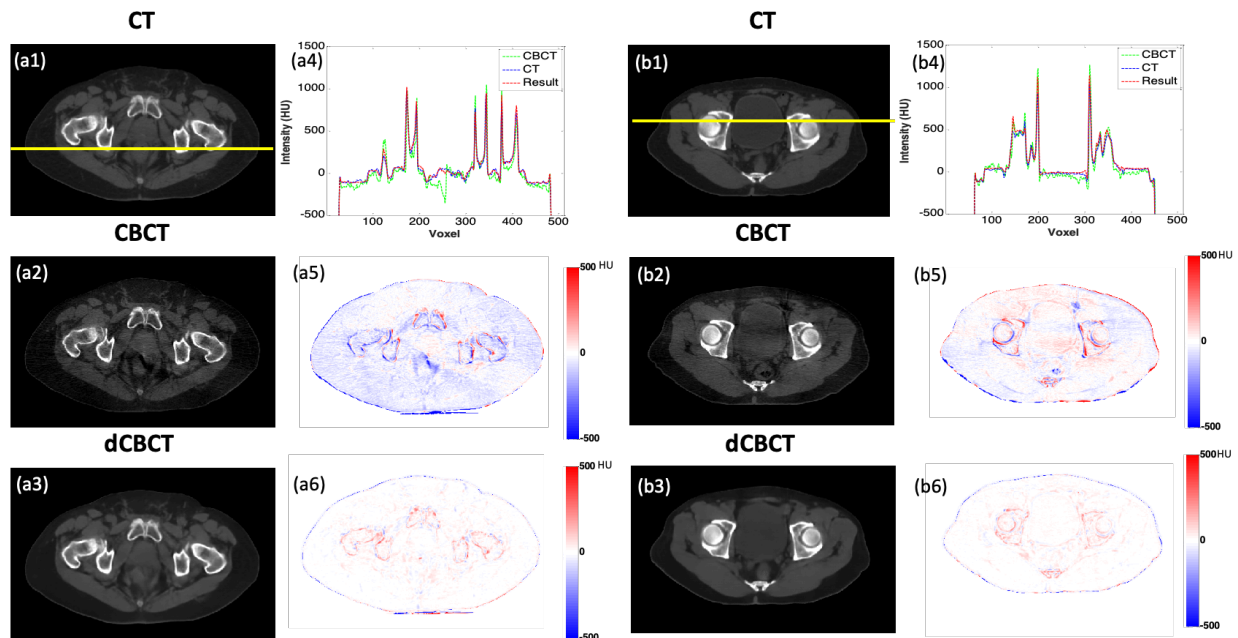 CT
CT
(a1)
(a4)
1500
1000
500
0
-500
Intensity (HU)
CBCT
CT
Result
100
200
300
400
500
Voxel
(b1)
(b4)
1500
1000
500
0
-500
Intensity (HU)
CBCT
CT
Result
100
200
300
400
500
Voxel
CBCT
CBCT
(a2)
(a5)
500 HU
0
-500
(b2)
(b5)
500 HU
0
-500
dCBCT
dCBCT
(a3)
(a6)
500 HU
0
-500
(b3)
(b6)
500 HU
0
-500